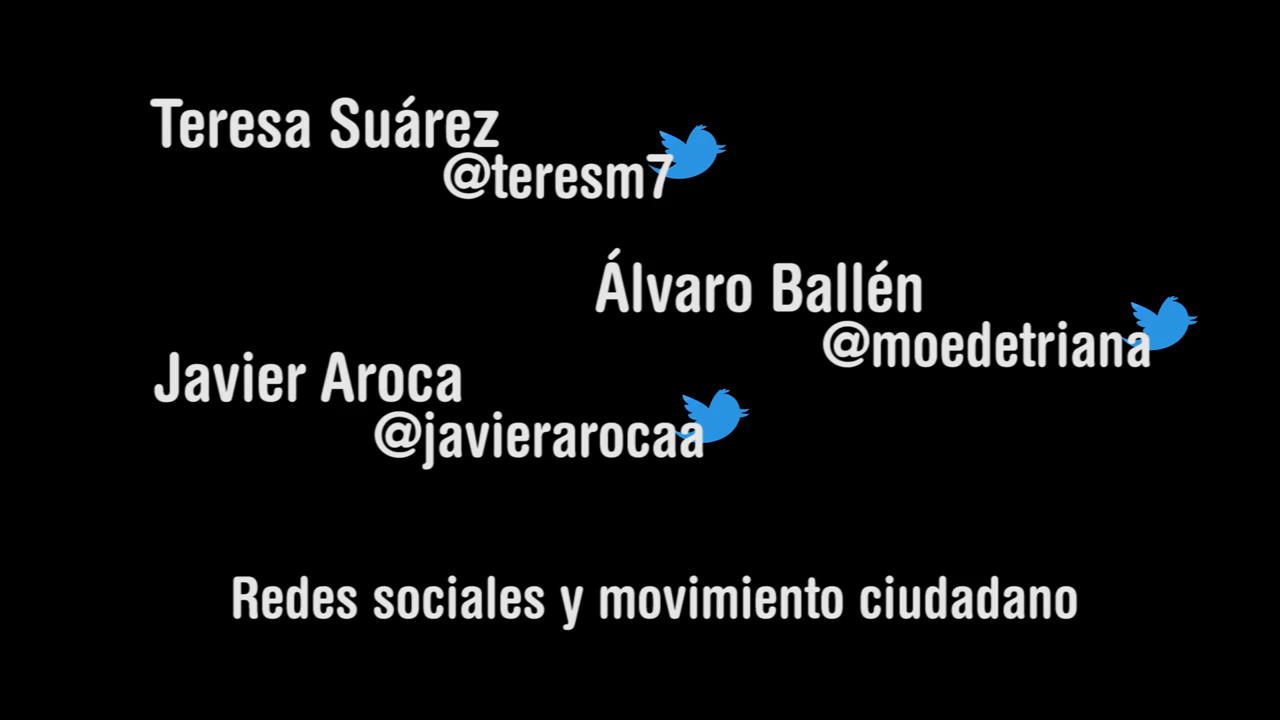 Teresa Suárez
@teresm7
Álvaro Ballén
@moedetriana
Javier Aroca
@javierarocaa
Redes sociales y movimiento ciudadano